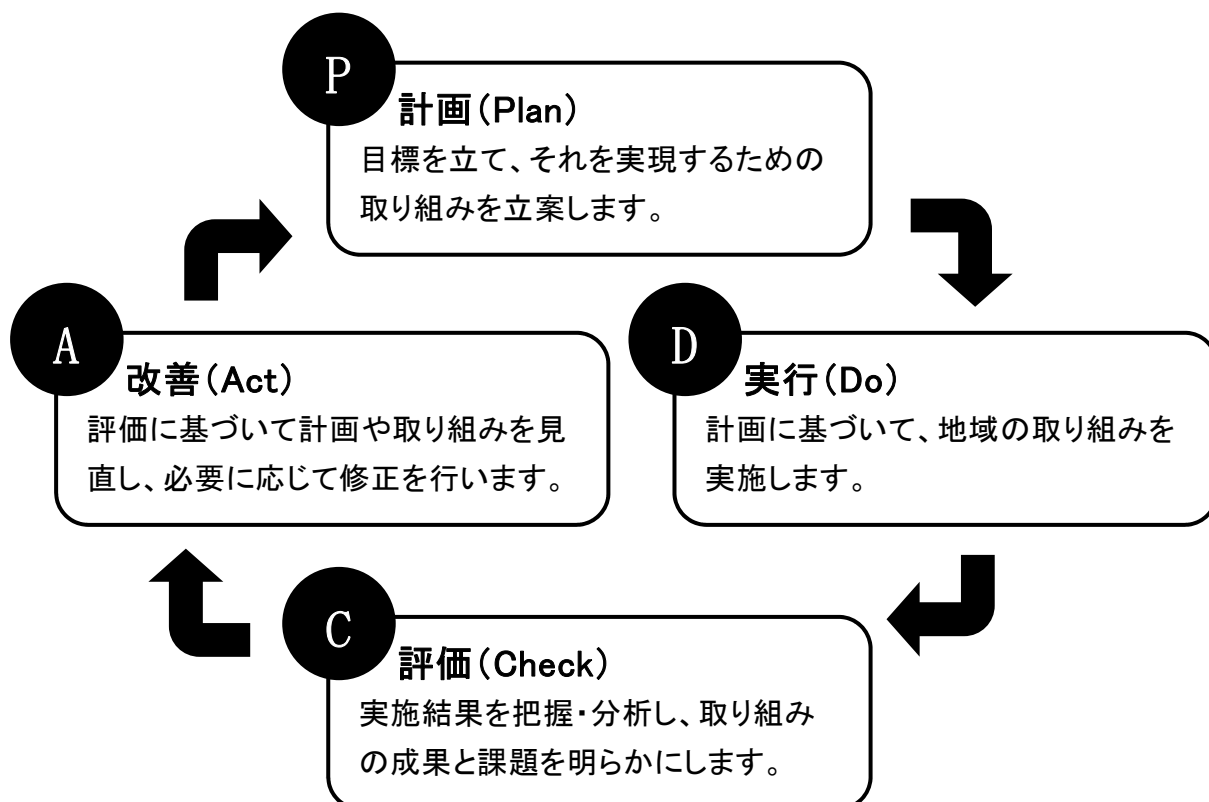 P
計画(Plan)
目標を立て、それを実現するための
取り組みを立案します。
A
改善(Act)
評価に基づいて計画や取り組みを見
直し、必要に応じて修正を行います。
D
実行(Do)
計画に基づいて、地域の取り組みを
実施します。
C
評価(Check)
実施結果を把握・分析し、取り組み
の成果と課題を明らかにします。